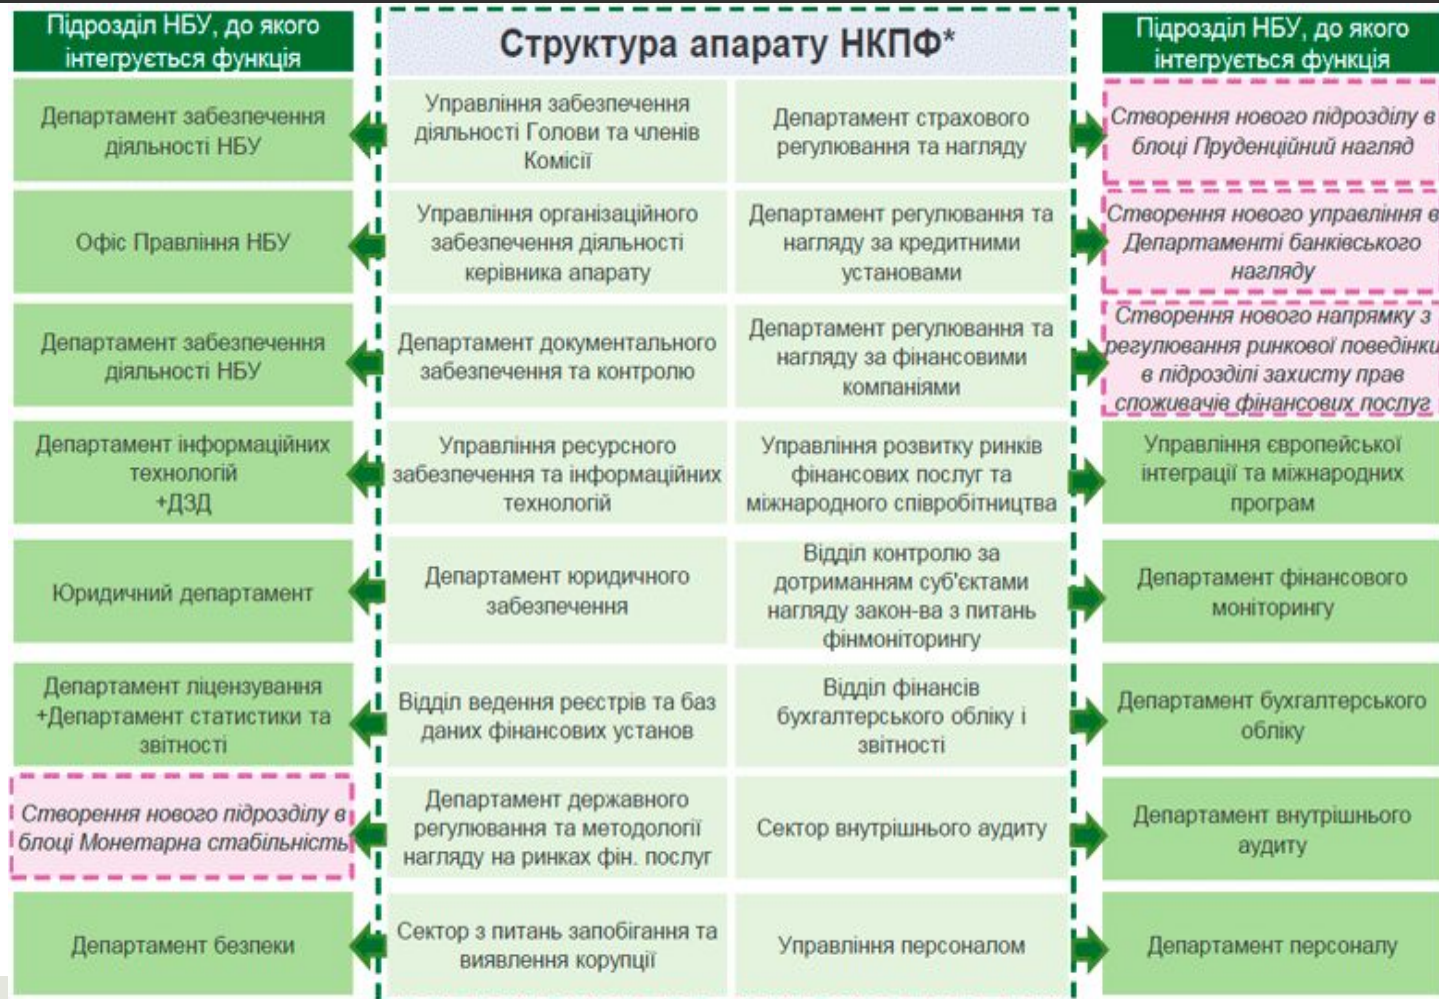 Підрозділ НБУ, до якого
інтегрується функція
Структура апарату НКПФ*
Підрозділ НБУ, до якого
інтегрується функція
Департамент забезпечення
діяльності НБУ
Управління забезпечення
діяльності Голови та членів
Комісії
Департамент страхового
регулювання та нагляду
Створення нового підрозділу в
блоці Пруденційний нагляд
Офіс Правління НБУ
Управління організаційного
забезпечення діяльності
керівника апарату
Департамент регулювання та
нагляду за кредитними
установами
Створення нового управління в
Департаменті банківського
нагляду
Департамент забезпечення
діяльності НБУ
Департамент документального
забезпечення та контролю
Департамент регулювання та
нагляду за фінансовими
компаніями
Створення нового напрямку з
регулювання ринкової поведінки
в підрозділі захисту прав
споживачів фінансових послуг
Департамент інформаційних
технологій
+ДЗД
Управління ресурсного
забезпечення та інформаційних
технологій
Управління розвитку ринків
фінансових послуг та
міжнародного співробітництва
Управління європейської
інтеграції та міжнародних
програм
Юридичний департамент
Департамент юридичного
забезпечення
Відділ контролю за
дотриманням суб'єктами
нагляду закон-ва з питань
фінмоніторингу
Департамент фінансового
моніторингу
Департамент ліцензування
+Департамент статистики та
звітності
Відділ ведення реєстрів та баз
даних фінансових установ
Відділ фінансів
бухгалтерського обліку і
звітності
Департамент бухгалтерського
обліку
Створення нового підрозділу в
блоці Монетарна стабільність
Департамент державного
регулювання та методології
нагляду на ринках фін. послуг
Сектор внутрішнього аудиту
Департамент внутрішнього
аудиту
Департамент безпеки
Сектор з питань запобігання та
виявлення корупції
Управління персоналом
Департамент персоналу